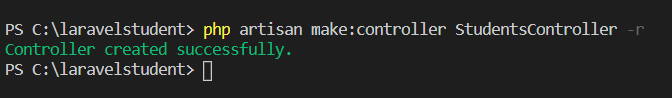 PS C:\laravelstudent> php artisan make:controller StudentsController -r
Controller created successfully.
PS C:\laravelstudent>